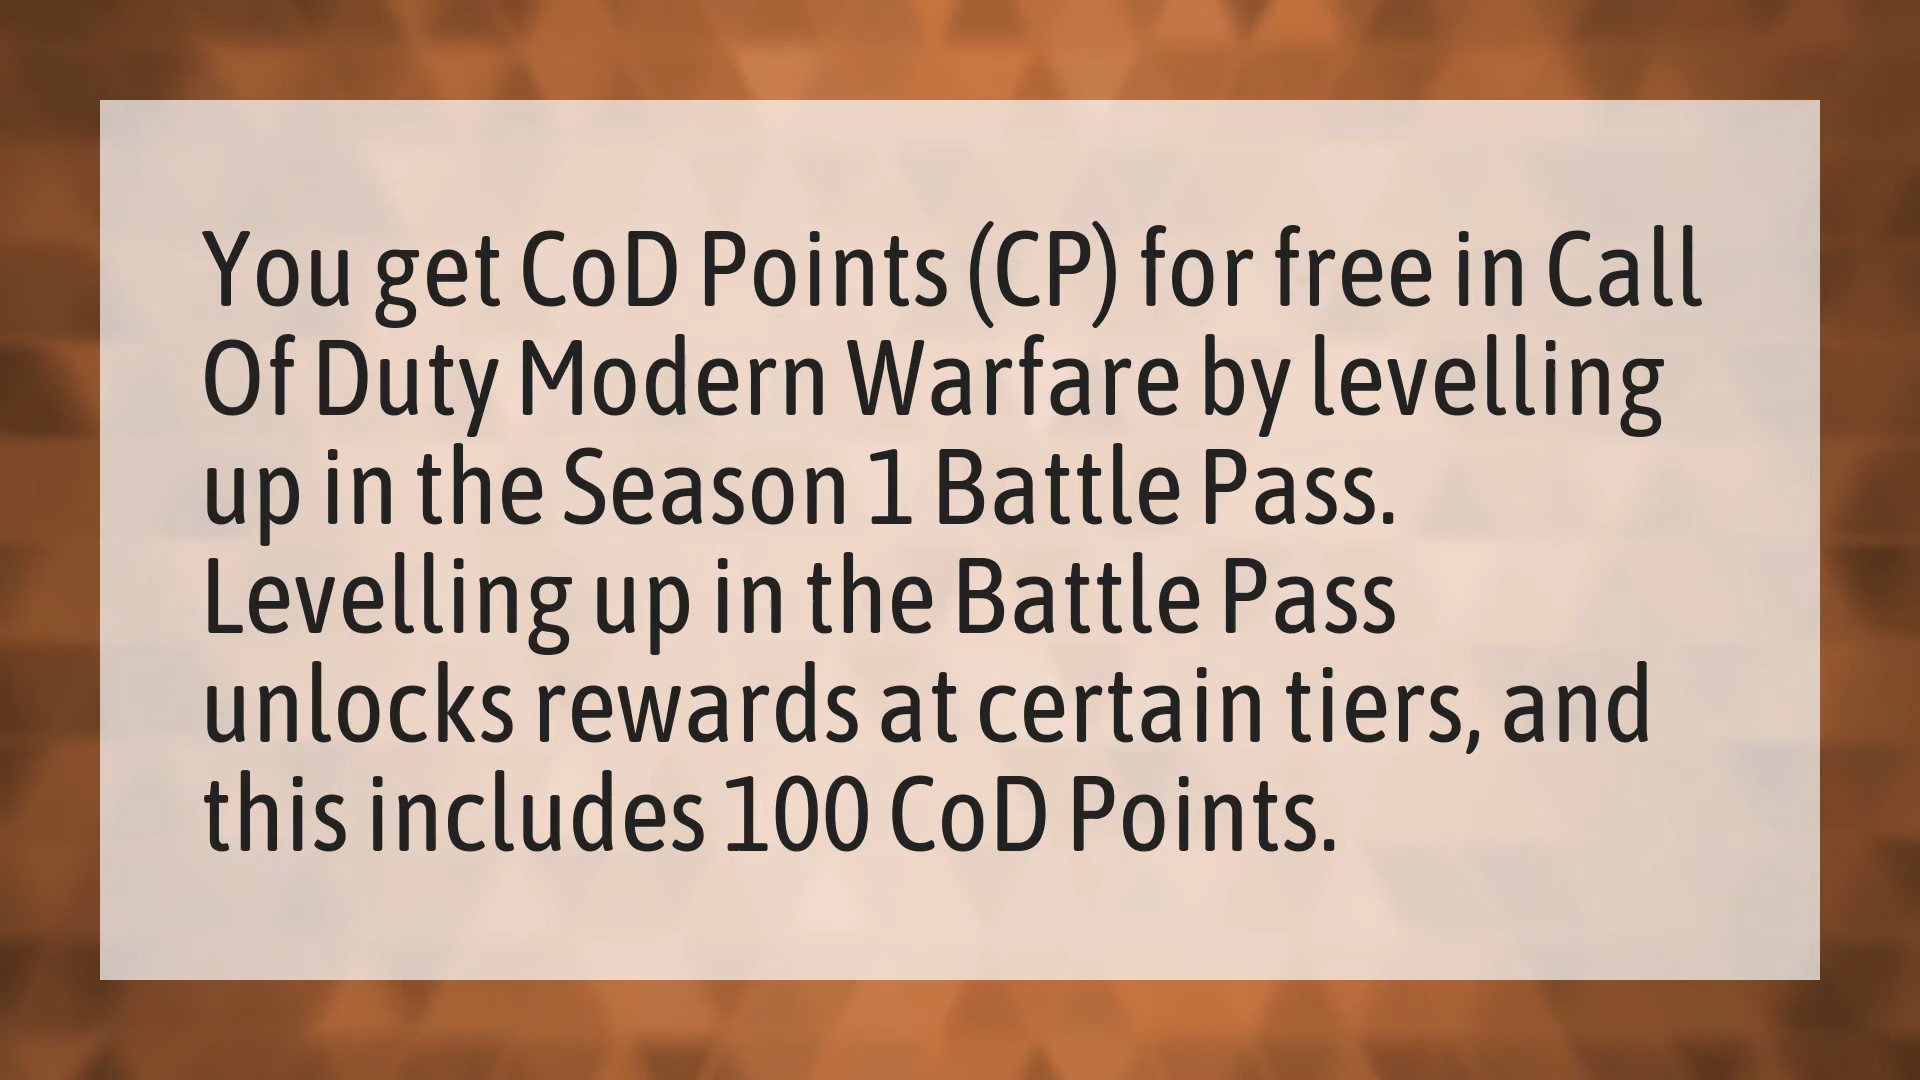 You get CoD Points (CP) for free in Call
Of Duty Modern Warfare by levelling
up in the Season 1 Battle Pass.
Levelling up in the Battle Pass
unlocks rewards at certain tiers, and
this includes 100 CoD Points.